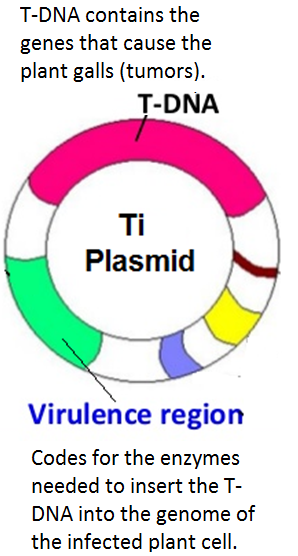 T-DNA contains the
genes that cause the
plant galls (tumors).
T-DNA
Ti
Plasmid
Virulence region
Codes for the enzymes
needed to insert the T-
DNA into the genome of
the infected plant cell.